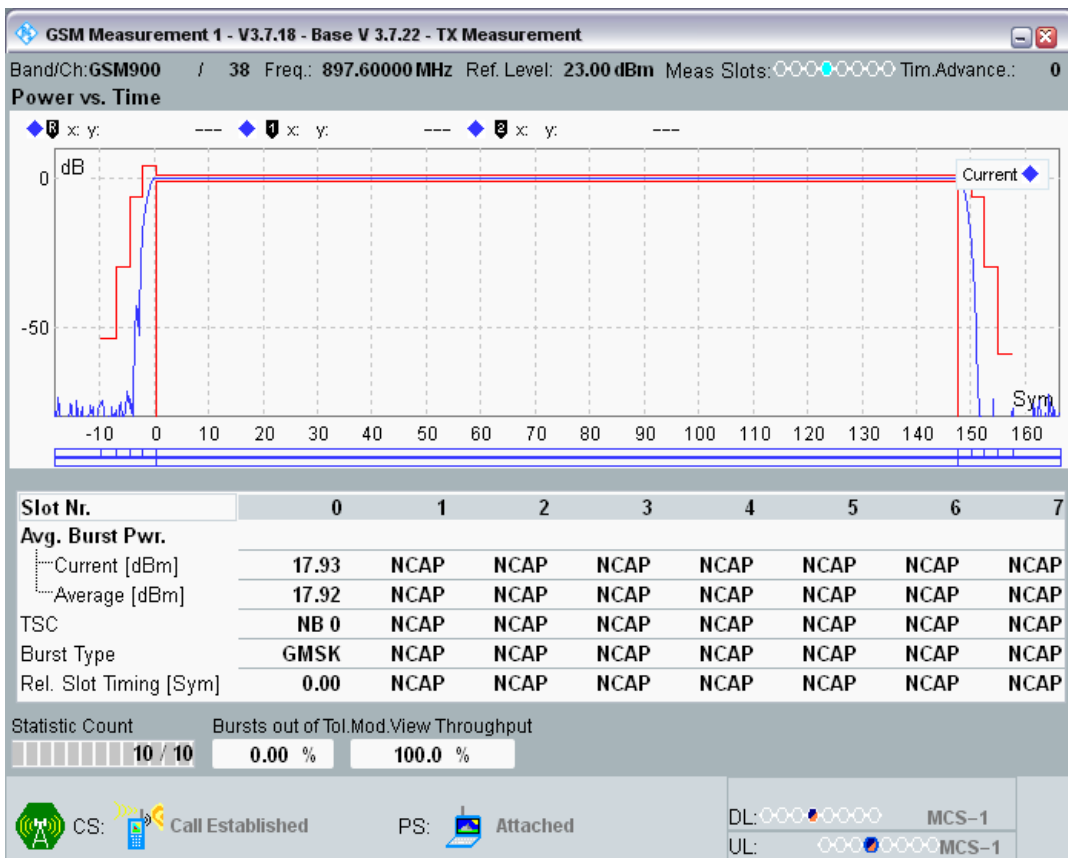 GSM Measurement 1 - V3.7.18 - Base V 3.7.22 - TX Measurement
Band/Ch:GSM900 / 38 Freq.: 897.60000 MHz Ref. Level: 23.00 dBm Meas Slots: Tim.Advance.: 0
Power vs. Time
R x: y: --- 1 x: y: --- 2 x: y: ---
dB
Current
0
-50
Sym
-10 0 10 20 30 40 50 60 70 80 90 100 110 120 130 140 150 160
Slot Nr. 0 1 2 3 4 5 6 7
Avg. Burst Pwr.
Current [dBm] 17.93 NCAP NCAP NCAP NCAP NCAP NCAP NCAP
Average [dBm] 17.92 NCAP NCAP NCAP NCAP NCAP NCAP NCAP
TSC NB 0 NCAP NCAP NCAP NCAP NCAP NCAP NCAP
Burst Type GMSK NCAP NCAP NCAP NCAP NCAP NCAP NCAP
Rel. Slot Timing [Sym] 0.00 NCAP NCAP NCAP NCAP NCAP NCAP NCAP
Statistic Count Bursts out of Tol.Mod.View Throughput
10 / 10 0.00 % 100.0 %
CS: Call Established PS: Attached
DL: MCS-1
UL: MCS-1